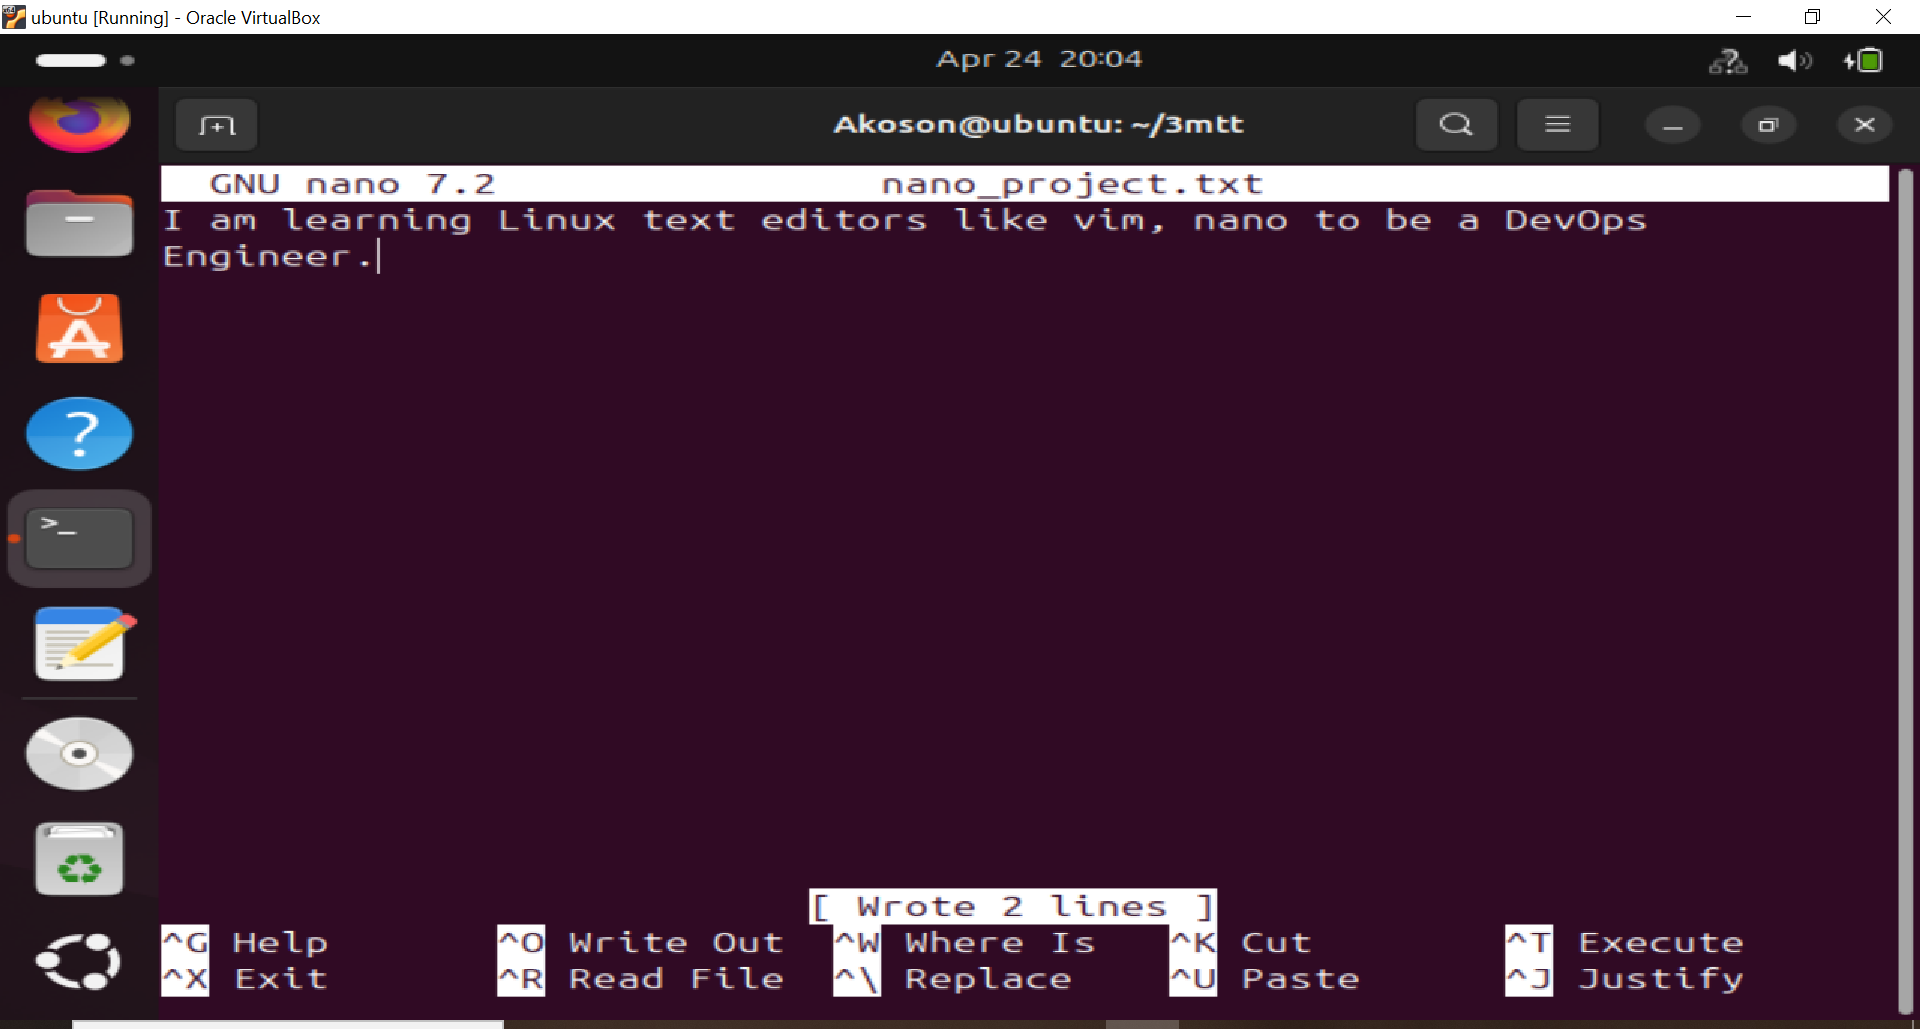 ubuntu [Running] - Oracle VirtualBox
Apr 24 20:04
Akoson@ubuntu: ~/3mtt
GNU nano 7.2 nano_project.txt
I am learning Linux text editors like vim, nano to be a DevOps
Engineer.
[ Wrote 2 lines ]
^G Help ^O Write Out ^W Where Is ^K Cut ^T Execute
^X Exit ^R Read File ^\ Replace ^U Paste ^J Justify